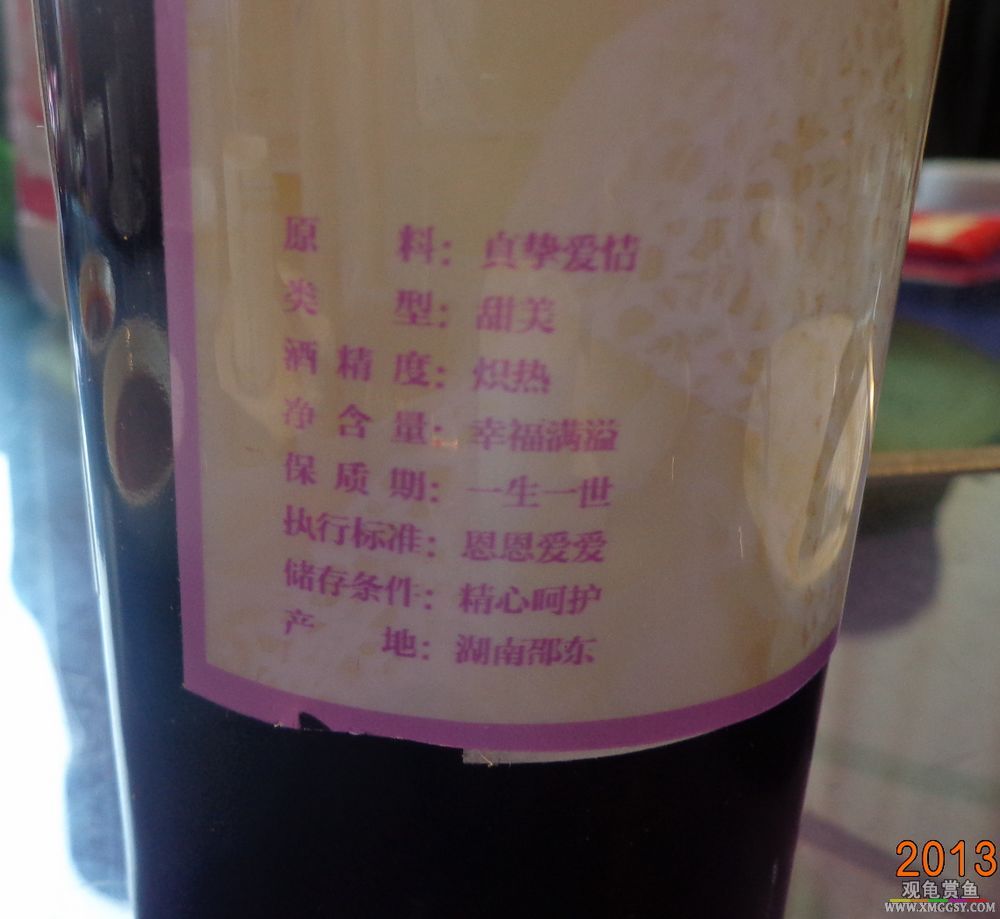 原料：真挚爱情
类型：甜美
酒精度：炽热
净含量：幸福满溢
保质期：一生一世
执行标准：恩恩爱爱
储存条件：精心呵护
产地：湖南邵东
2013
观龟赏鱼
WWW.XMGGSY.COM